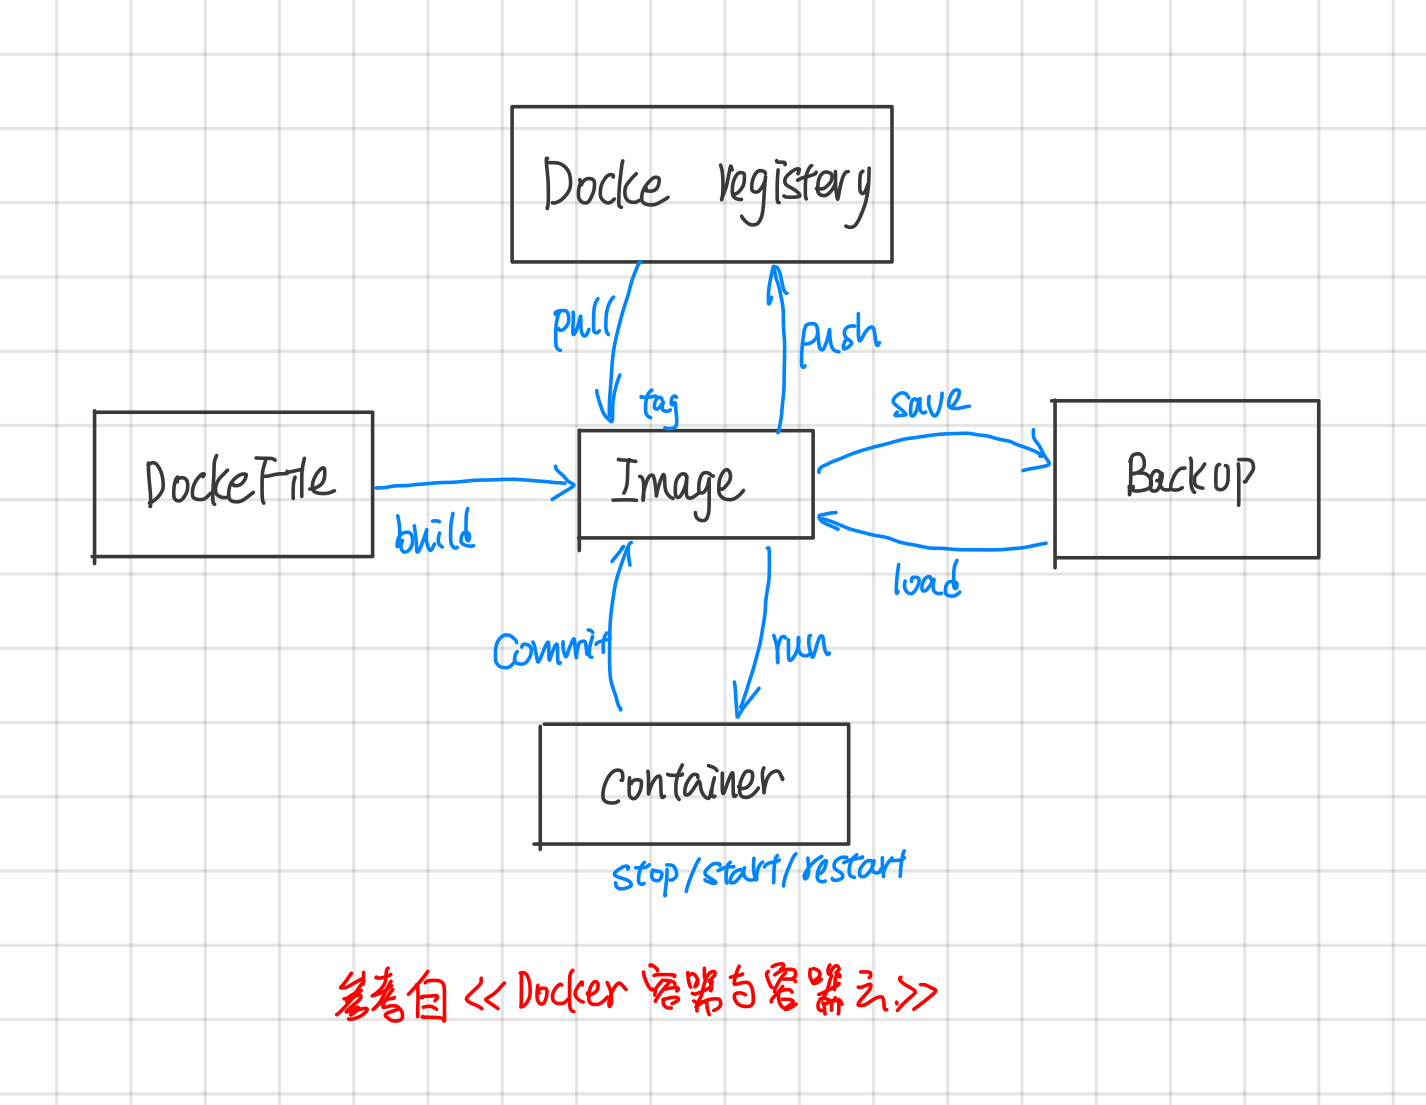 Docke registery
pull
push
tag
save
DockeFile
Image
Backop
build
load
Commit
run
Container
stop/start/restart
参考自<<Docker 容器与容器云>>